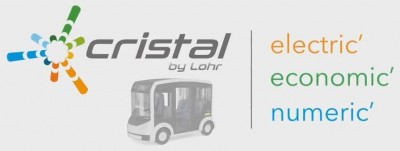 cristal
by Lohr
electric'
economic'
numeric'